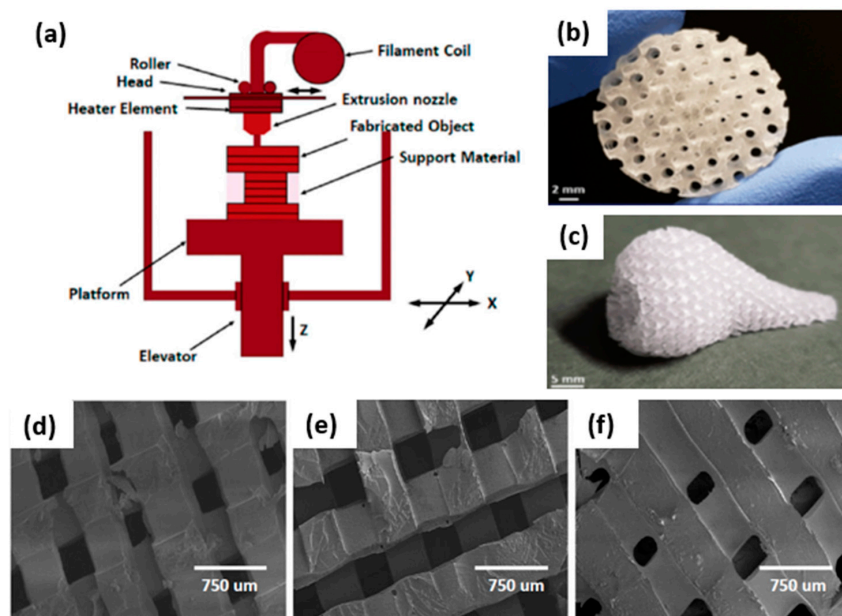 (a)
Filament Coil
Roller
Head
Heater Element
Extrusion nozzle
Fabricated Object
Support Material
Platform
Y
X
Z
Elevator
(b)
2 mm
(c)
5 mm
(d)
750 um
(e)
750 um
(f)
750 um